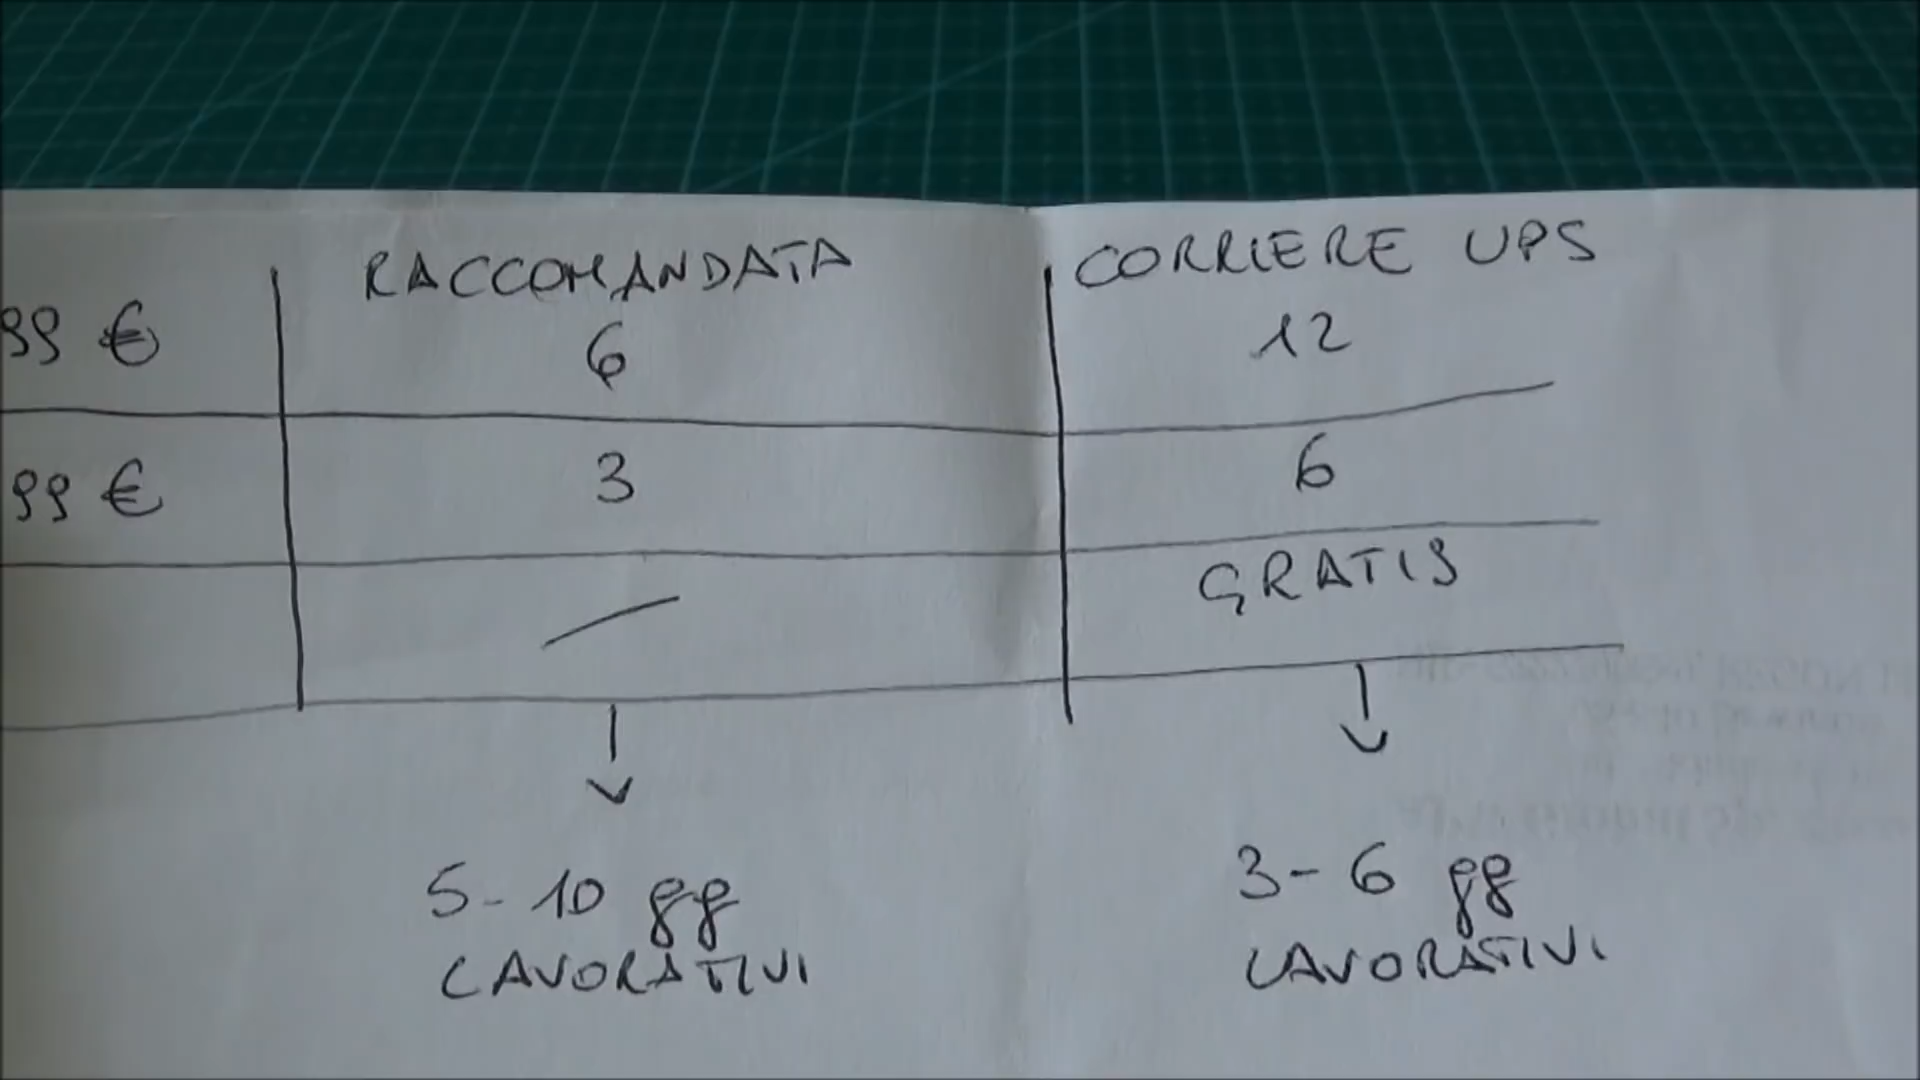 RACCOMANDATA CORRIERE UPS
99 € 6 12
99 € 3 6
GRATIS
5-10 gg 3-6 gg
LAVORATIVI LAVORATIVI